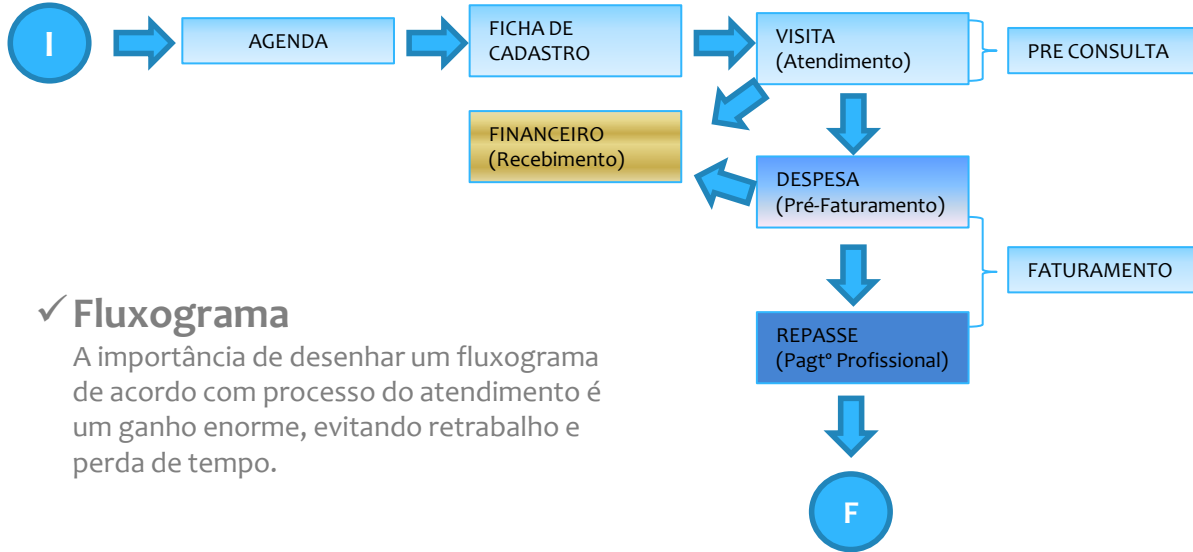 I
AGENDA
FICHA DE
CADASTRO
VISITA
(Atendimento)
PRE CONSULTA
FINANCEIRO
(Recebimento)
DESPESA
(Pré-Faturamento)
FATURAMENTO
REPASSE
(Pagtº Profissional)
F
✓ Fluxograma
A importância de desenhar um fluxograma
de acordo com processo do atendimento é
um ganho enorme, evitando retrabalho e
perda de tempo.